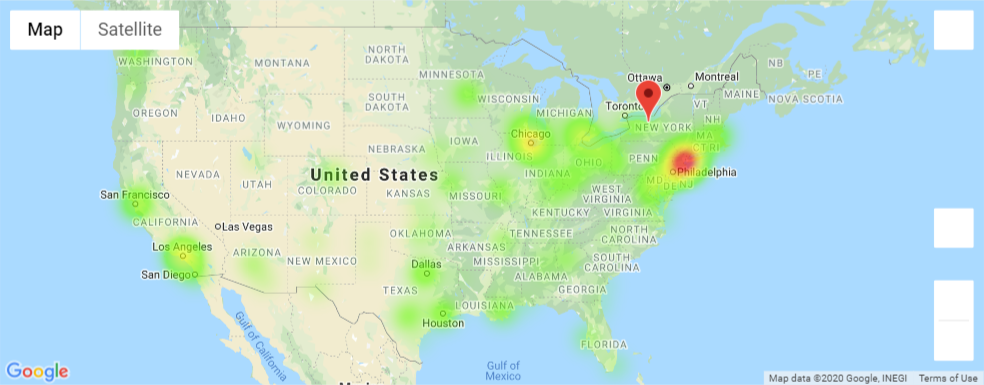 Map
Satellite
WASHINGTON
MONTANA
NORTH
DAKOTA
MINNESOTA
Ottawa
Montreal
NB
PE
MAINE
NOVA SCOTIA
OREGON
IDAHO
SOUTH
DAKOTA
WISCONSIN
MICHIGAN
Toronto
VT
NH
WYOMING
IOWA
Chicago
NEW YORK
MA
CT RI
NEBRASKA
ILLINOIS
INDIANA
OHIO
PENN
Philadelphia
NEVADA
UTAH
COLORADO
United States
KANSAS
MISSOURI
WEST
VIRGINIA
MD
DE
NJ
San Francisco
CALIFORNIA
Las Vegas
KENTUCKY
VIRGINIA
Los Angeles
ARIZONA
NEW MEXICO
OKLAHOMA
ARKANSAS
TENNESSEE
NORTH
CAROLINA
San Diego
Dallas
MISSISSIPPI
ALABAMA
SOUTH
CAROLINA
TEXAS
LOUISIANA
GEORGIA
Houston
Gulf of
California
FLORIDA
Gulf of
Mexico
Google
Map data ©2020 Google, INEGI
Terms of Use